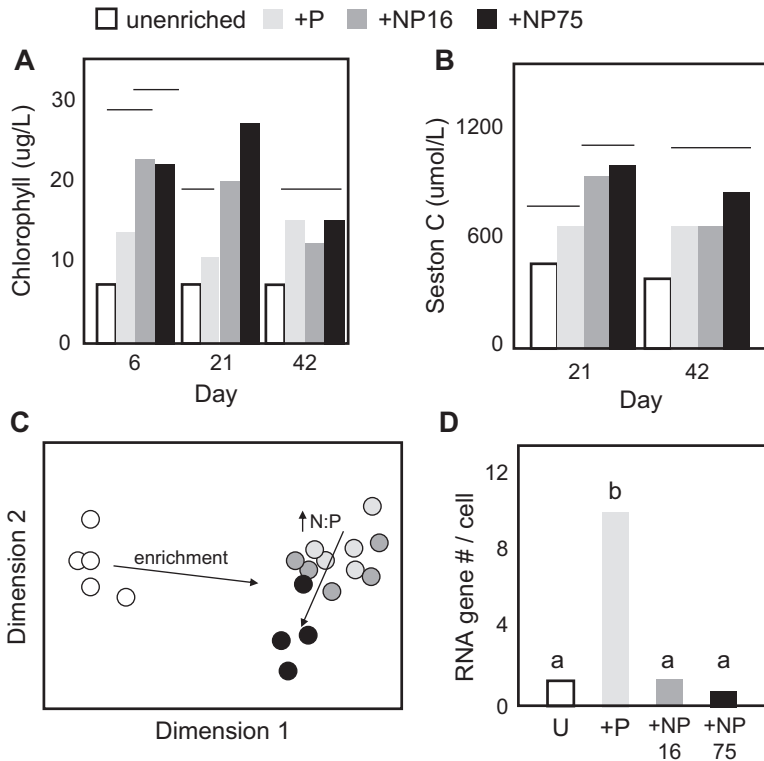 unenriched +P +NP16 +NP75
A
Chlorophyll (ug/L)
30
20
10
0
6 21 42
Day
B
Seston C (umol/L)
1200
600
0
21 42
Day
C
Dimension 2
enrichment
N:P
Dimension 1
D
RNA gene # / cell
12
8
4
0
a b a a
U +P +NP 16 +NP 75